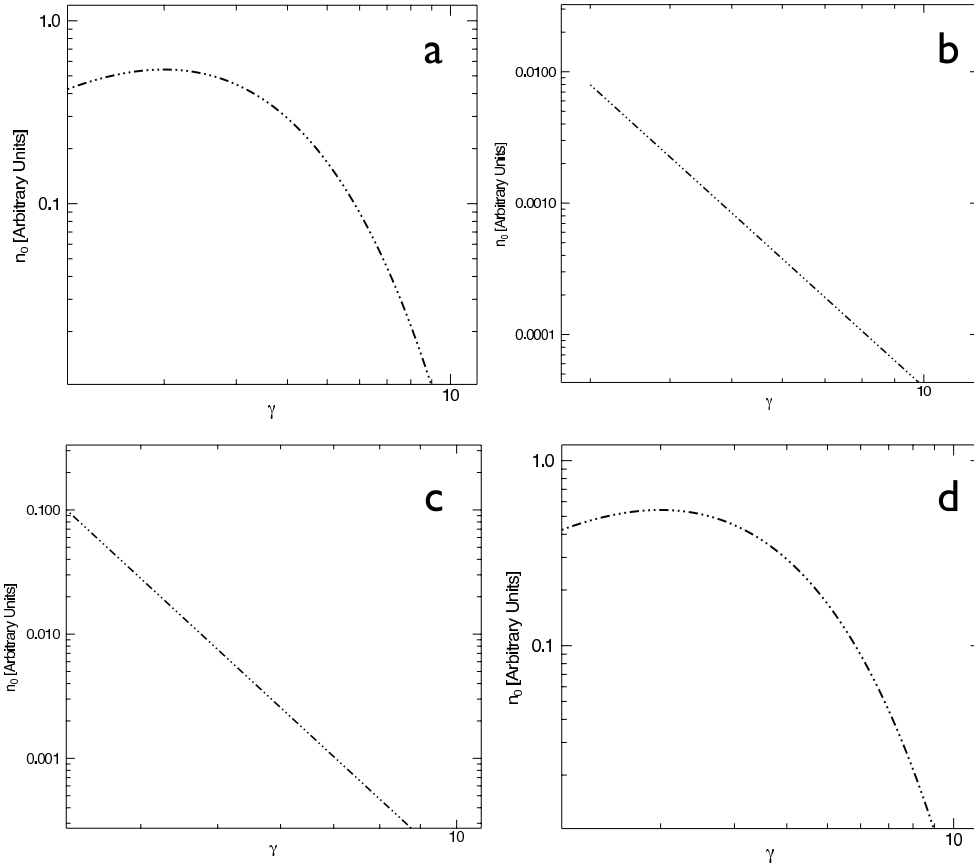 a
1.0
0.1
n₀ [Arbitrary Units]
10
γ
b
0.0100
0.0010
0.0001
n₀ [Arbitrary Units]
10
γ
c
0.100
0.010
0.001
n₀ [Arbitrary Units]
10
γ
d
1.0
0.1
n₀ [Arbitrary Units]
10
γ